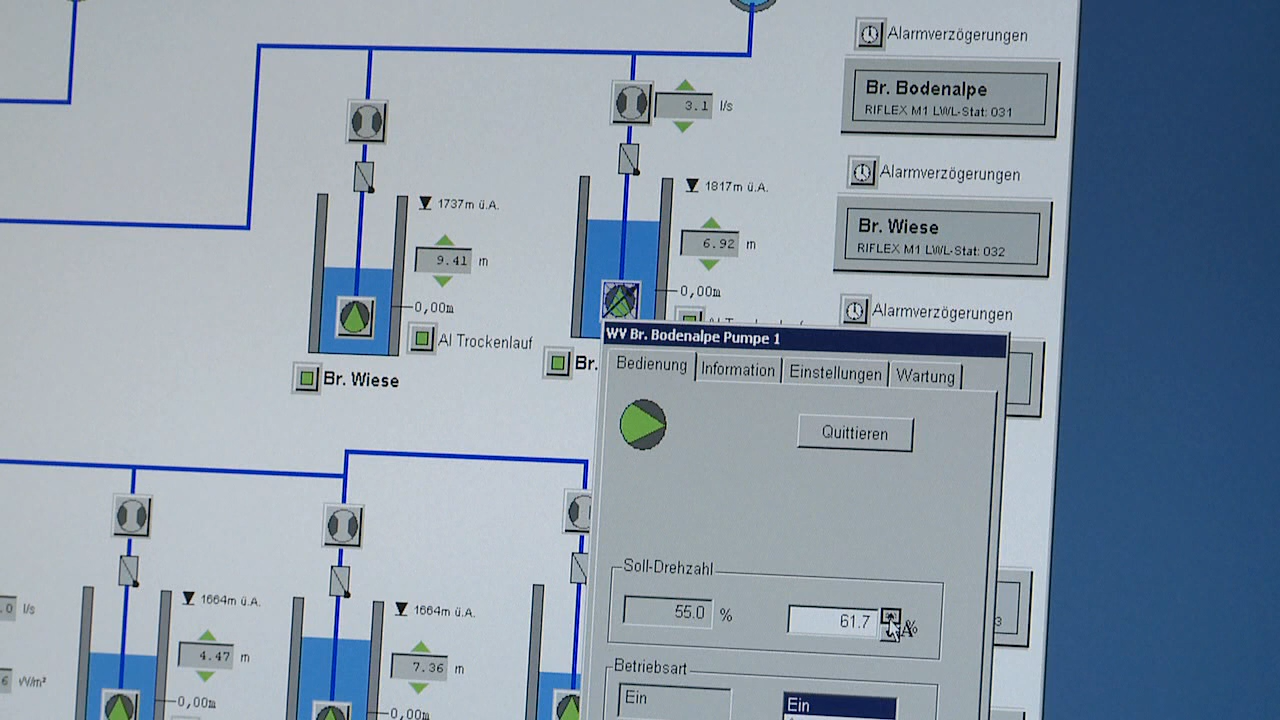 Alarmverzögerungen
Br. Bodenalpe
RIFLEX M1 LWL-Stat: 031
3.1 l/s
Alarmverzögerungen
Br. Wiese
RIFLEX M1 LWL-Stat: 032
1737m ü.A.
1817m ü.A.
9.41 m
6.92 m
0,00m
0,00m
Alarmverzögerungen
Al Trockenlauf
Br. Wiese
Br.
WV Br. Bodenalpe Pumpe 1
Bedienung
Information
Einstellungen
Wartung
Quittieren
Soll-Drehzahl
55.0 %
61.7 %
Betriebsart
Ein
Ein
l/s
1664m ü.A.
1664m ü.A.
4.47 m
7.36 m
W/m²
0,00m
0,00m